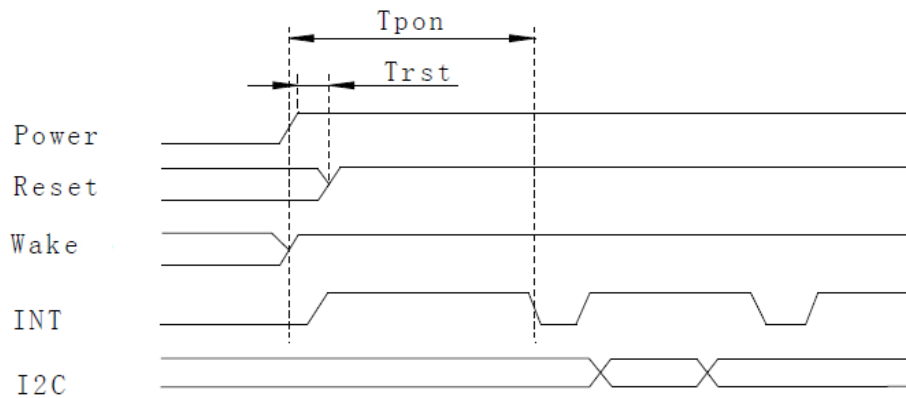 Tpon
Trst
Power
Reset
Wake
INT
I2C